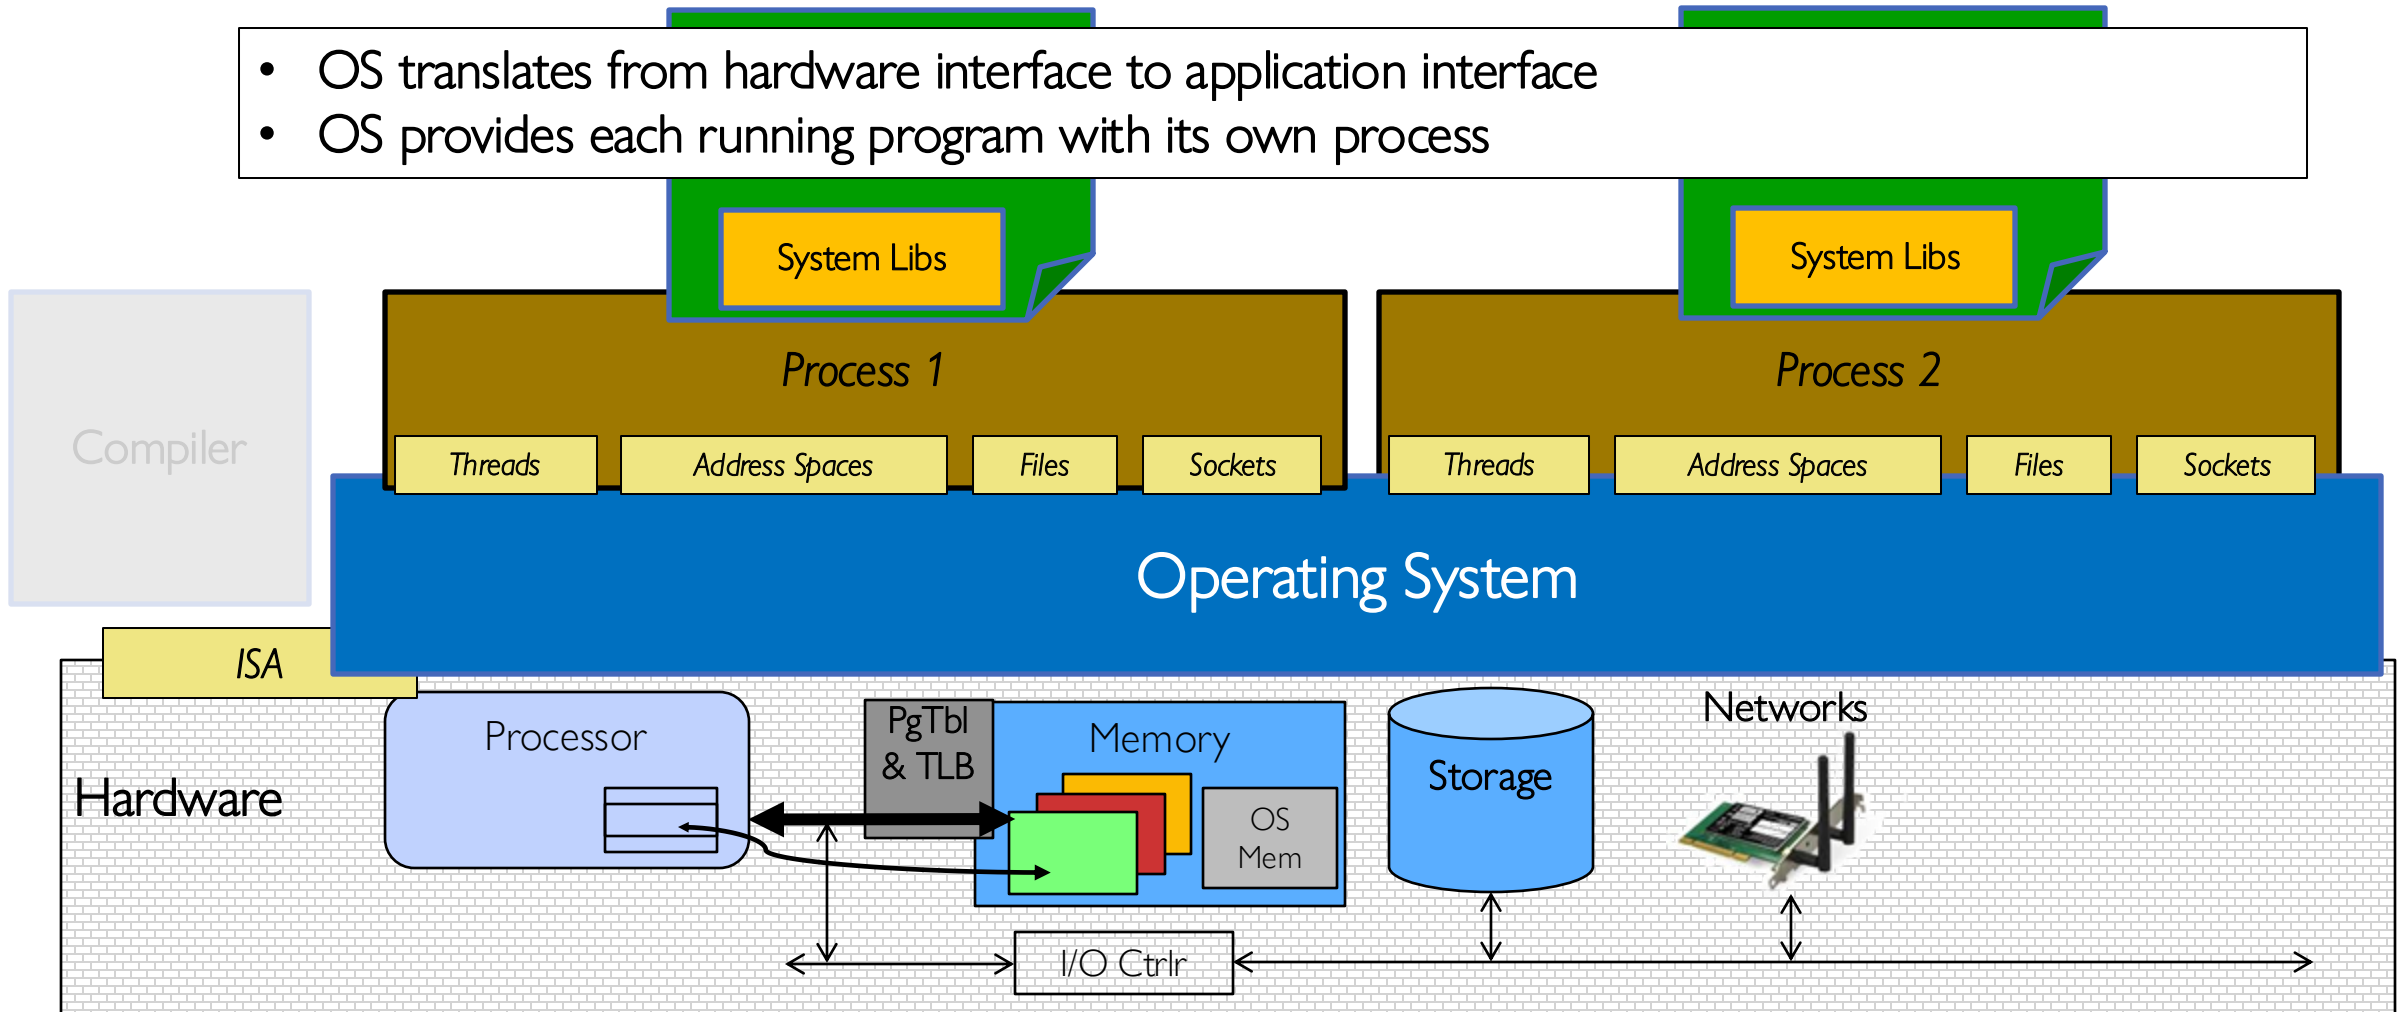 • OS translates from hardware interface to application interface
• OS provides each running program with its own process
System Libs
System Libs
Compiler
Process 1
Process 2
Threads
Address Spaces
Files
Sockets
Threads
Address Spaces
Files
Sockets
Operating System
ISA
Hardware
Processor
PgTbl
& TLB
Memory
OS
Mem
Storage
Networks
I/O Ctrlr